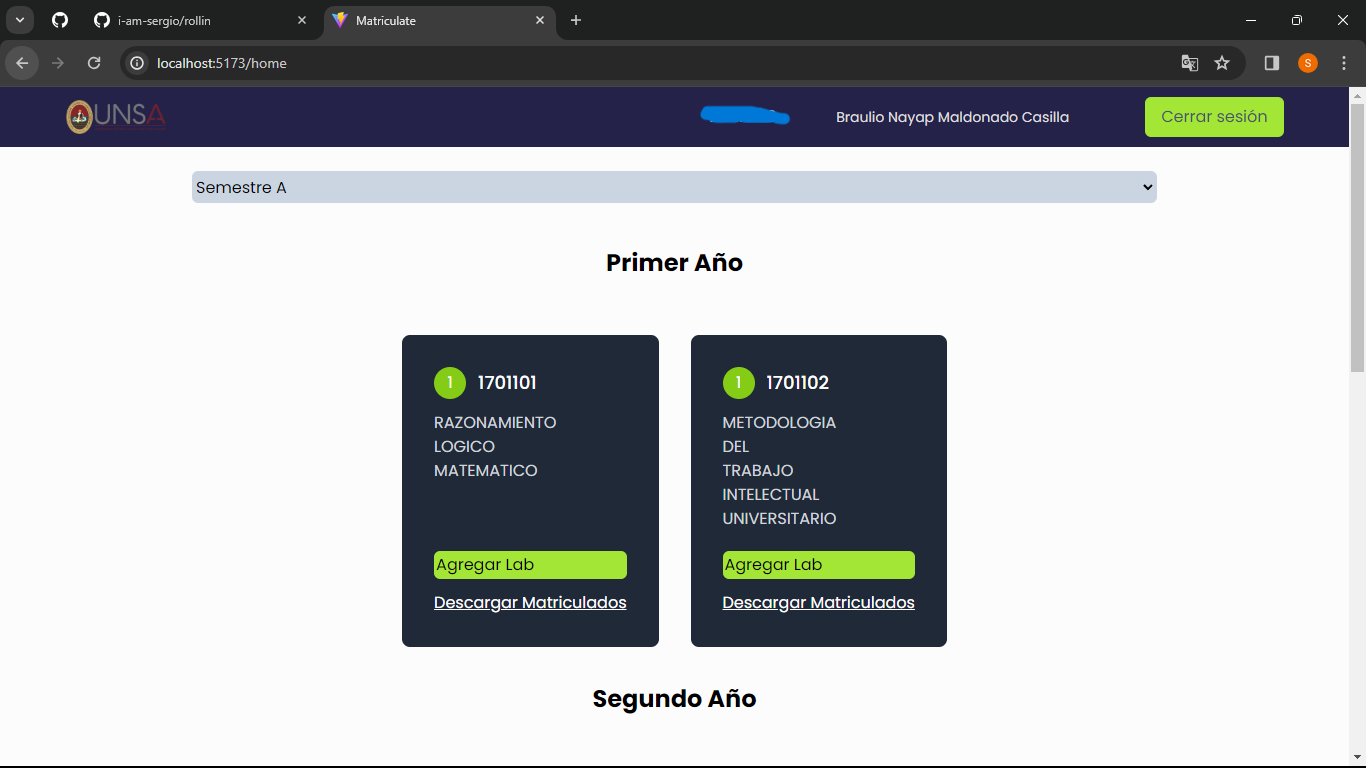 i-am-sergio/rollin
Matriculate
localhost:5173/home
S
UNSA
Braulio Nayap Maldonado Casilla
Cerrar sesión
Semestre A
Primer Año
1 1701101
RAZONAMIENTO
LOGICO
MATEMATICO
Agregar Lab
Descargar Matriculados
1 1701102
METODOLOGIA
DEL
TRABAJO
INTELECTUAL
UNIVERSITARIO
Agregar Lab
Descargar Matriculados
Segundo Año